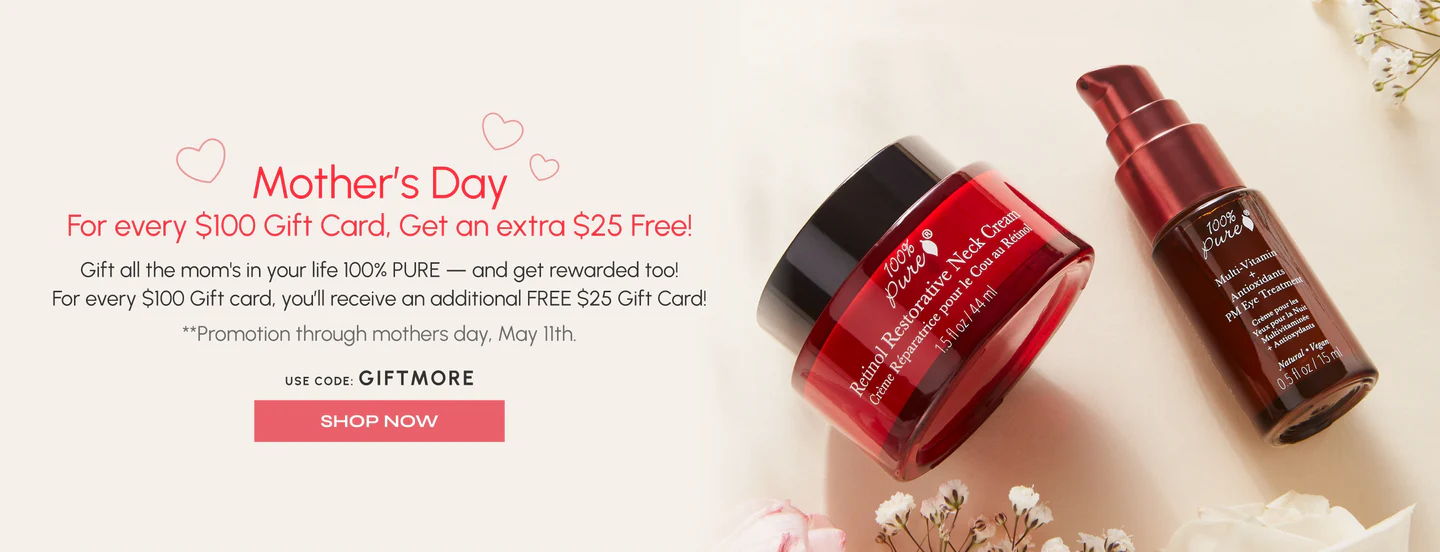 Mother's Day
For every $100 Gift Card, Get an extra $25 Free!
Gift all the mom's in your life 100% PURE — and get rewarded too!
For every $100 Gift card, you'll receive an additional FREE $25 Gift Card!
**Promotion through mothers day, May 11th.
USE CODE: GIFTMORE
SHOP NOW
100%
pure®
Retinol Restorative Neck Cream
Crème Réparatrice pour le Cou au Rétinol
1.5 fl oz / 44 ml
100%
pure
Multi-Vitamin
+
Antioxidants
PM Eye Treatment
Crème pour les
Yeux pour la Nuit
Multivitaminée
+ Antioxydants
Natural • Vegan
0.5 fl oz / 15 ml